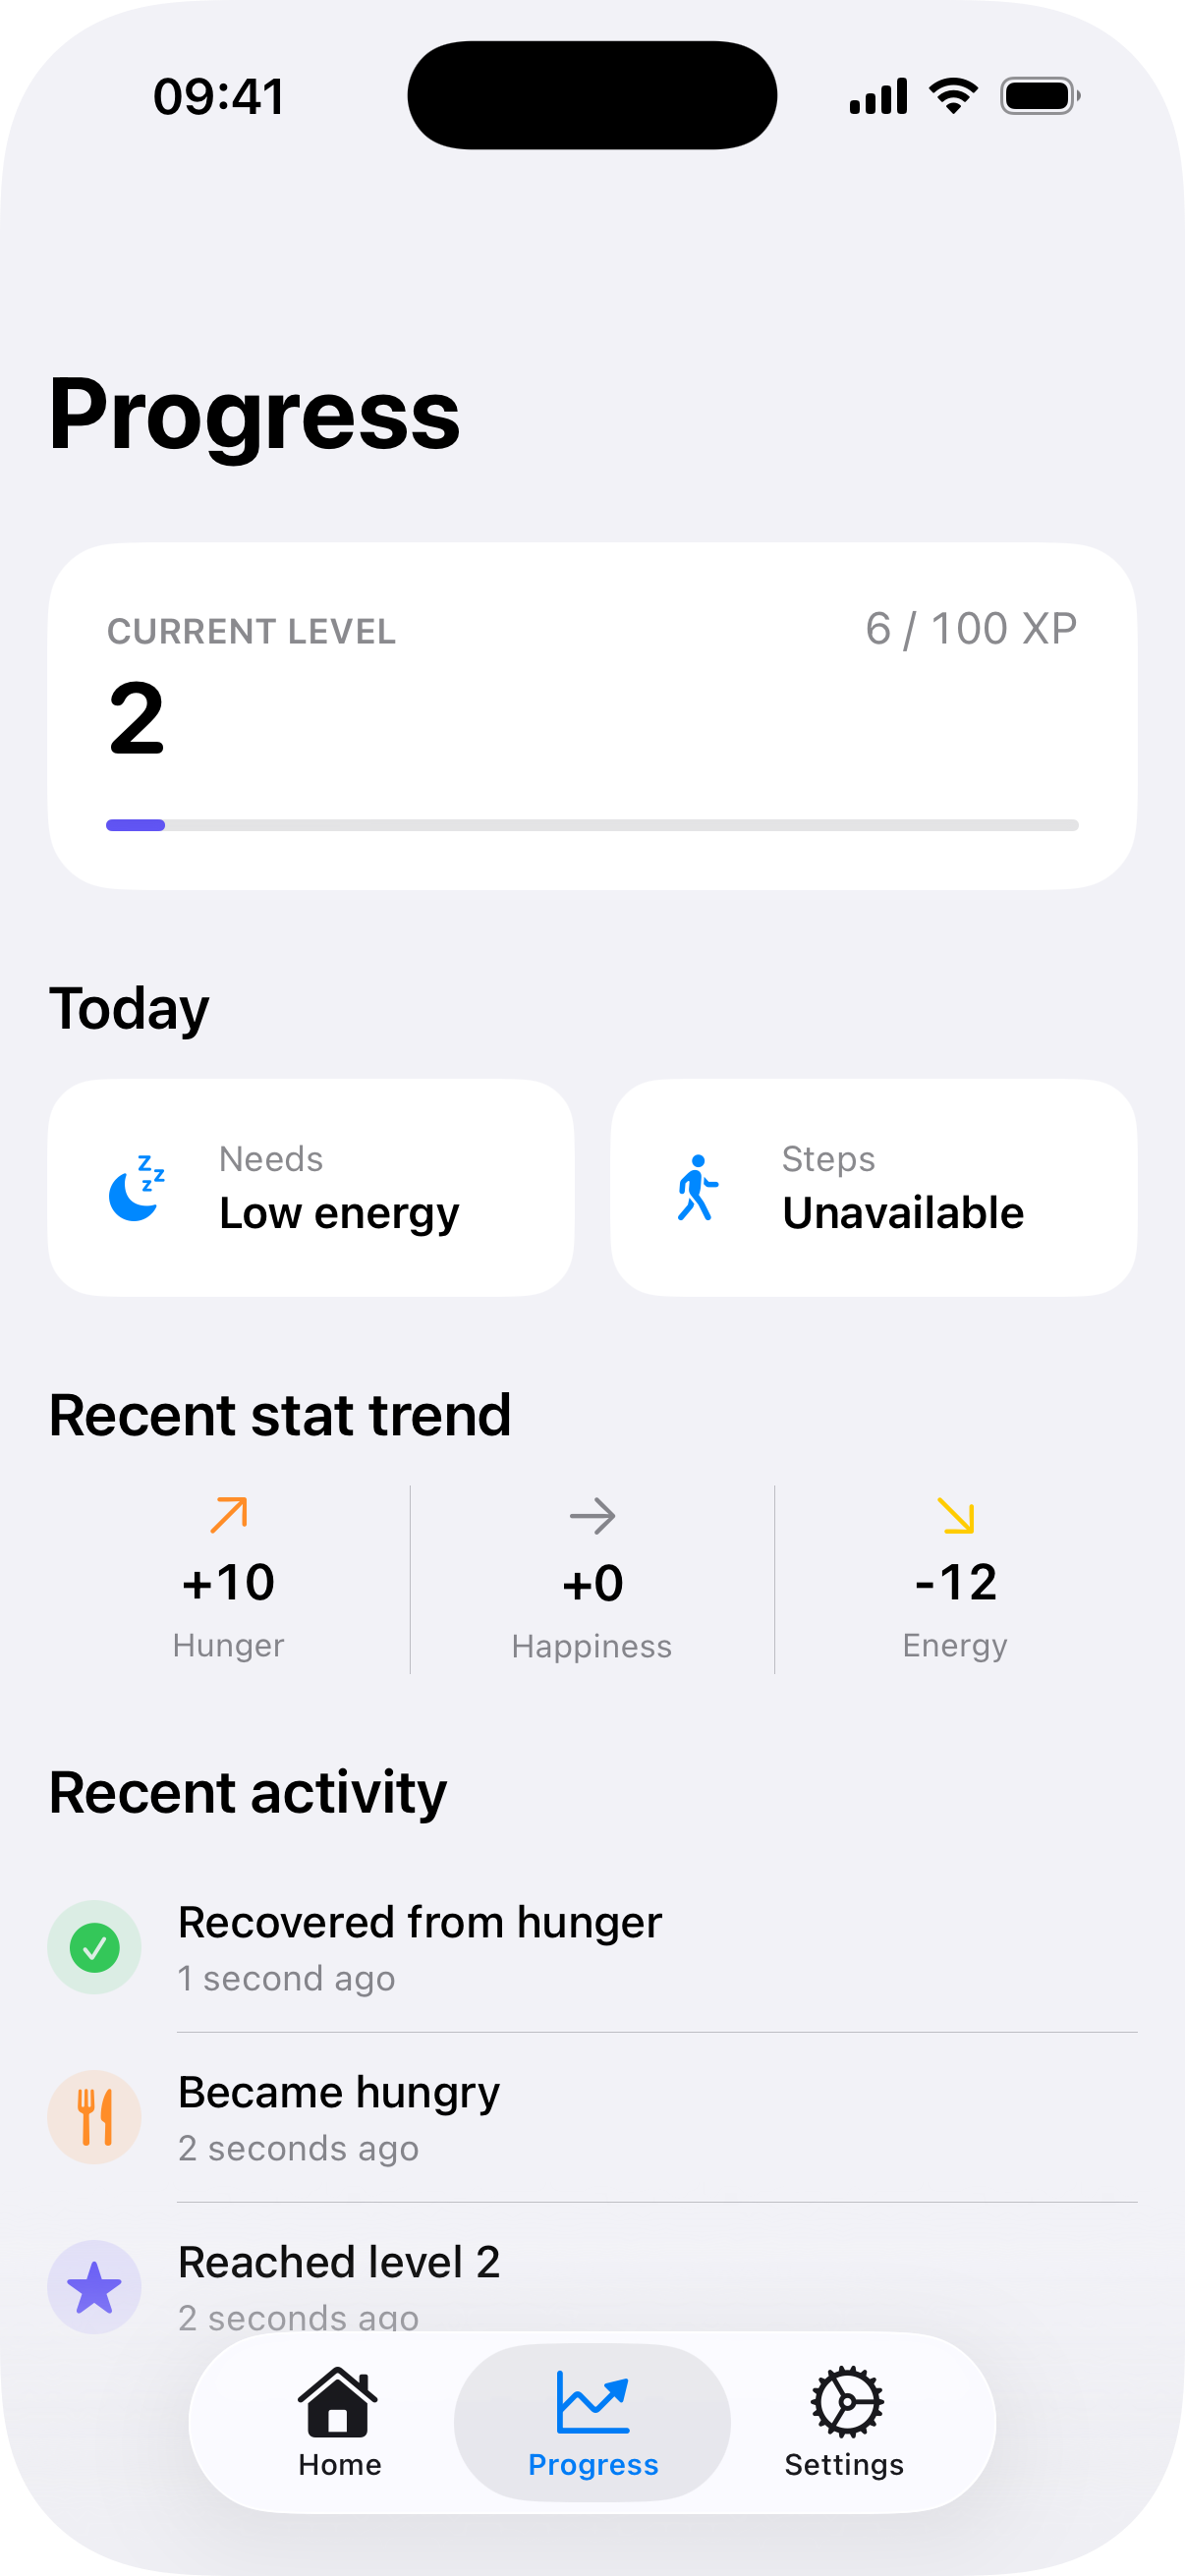 09:41
Progress
CURRENT LEVEL
6 / 100 XP
2
Today
Needs
Low energy
Steps
Unavailable
Recent stat trend
+10
Hunger
+0
Happiness
-12
Energy
Recent activity
Recovered from hunger
1 second ago
Became hungry
2 seconds ago
Reached level 2
2 seconds ago
Home
Progress
Settings